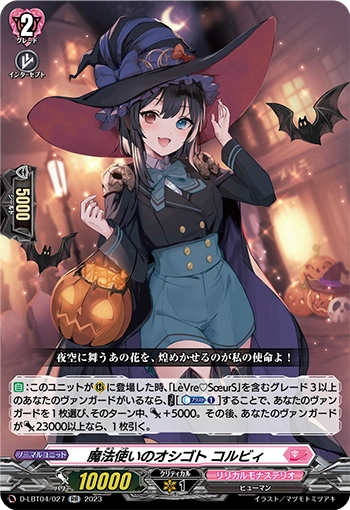 2
グレード
インターセプト
5000
シールド
夜空に舞うあの花を、煌めかせるのが私の使命よ！
【自】：このユニットが(R)に登場した時、「LèVre♡SœurS」を含むグレード３以上
のあなたのヴァンガードがいるなら、【コスト】[カウンターブラスト1]することで、あなたのヴァン
ガードを１枚選び、そのターン中、+5000。その後、あなたのヴァンガード
が23000以上なら、１枚引く。
ノーマルユニット
魔法使いのオシゴト コルビィ
リリカルモナステリオ
パワー
10000
クリティカル
1
ヒューマン
D-LBT04/027 RR 2023
イラスト／マツモトミツアキ